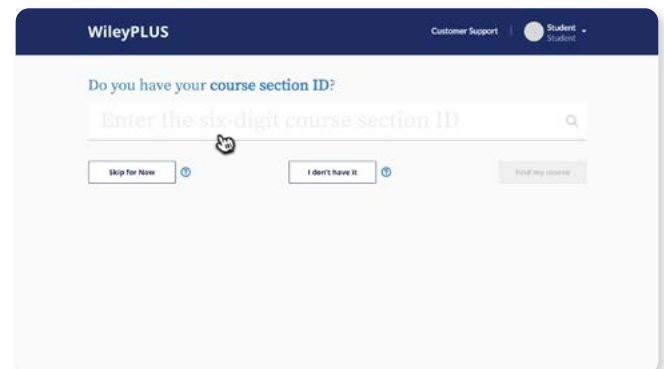 WileyPLUS
Customer Support
Student
Student
Do you have your course section ID?
Enter the six-digit course section ID
Skip for Now
I don't have it
Find my course